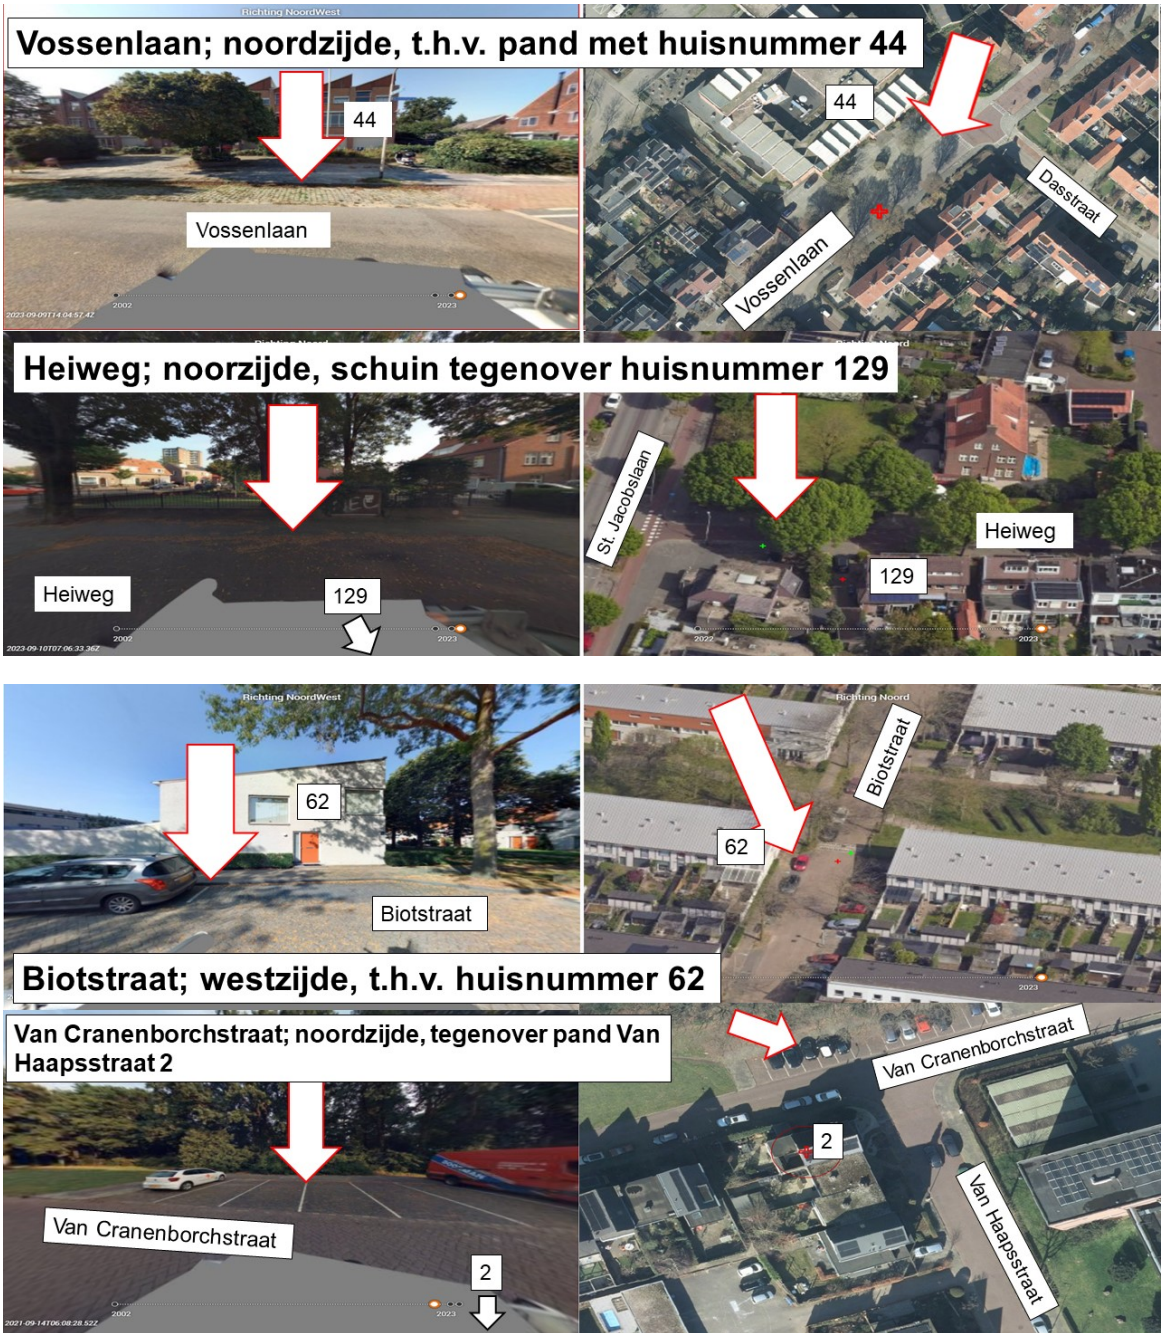 Richting NoordWest
Vossenlaan; noordzijde, t.h.v. pand met huisnummer 44
44
44
Vossenlaan
Dasstraat
Vossenlaan
2002
2023
2023-09-09T14:04:57.4Z
Richting Noord
Heiweg; noorzijde, schuin tegenover huisnummer 129
St. Jacobslaan
Heiweg
Heiweg
129
129
2002
2023
2022
2023
2023-09-10T07:06:33.36Z
Richting NoordWest
Richting Noord
Biotstraat
62
62
Biotstraat
Biotstraat; westzijde, t.h.v. huisnummer 62
2023
Van Cranenborchstraat; noordzijde, tegenover pand Van
Haapsstraat 2
Van Cranenborchstraat
2
Van Cranenborchstraat
Van Haapsstraat
2
2002
2023
2021-09-14T06:08:28.52Z